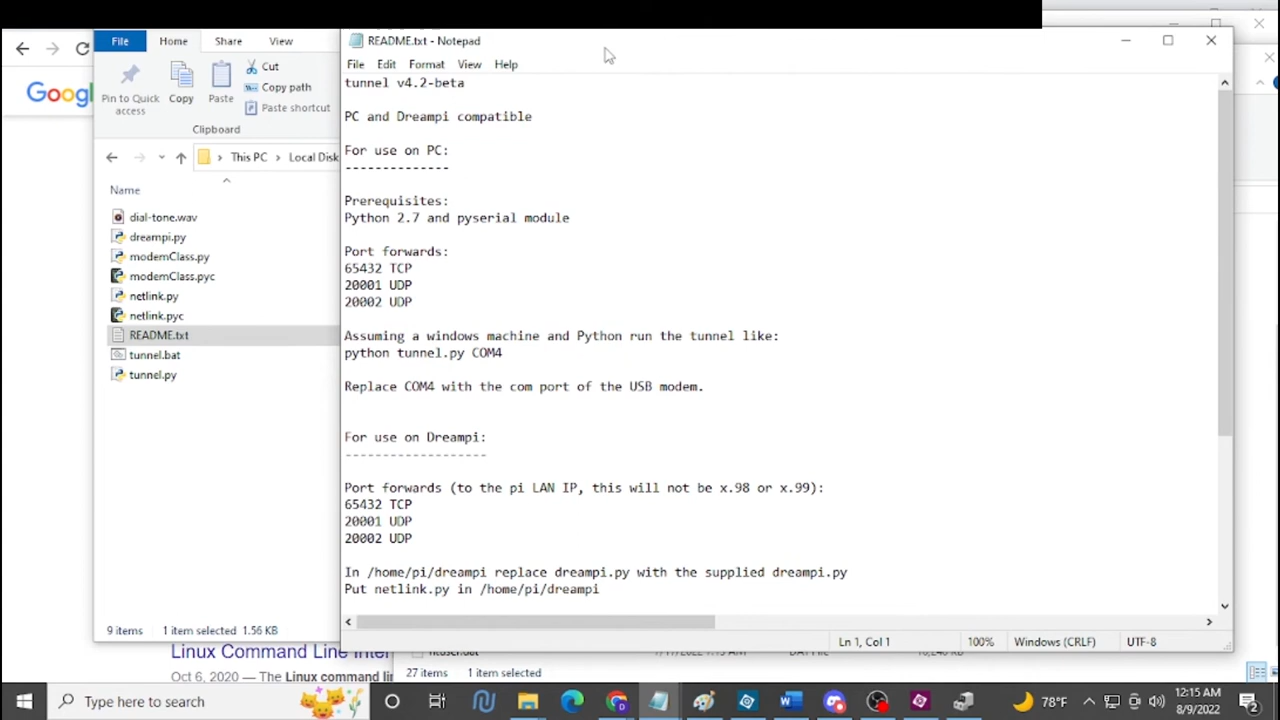 README.txt - Notepad
File Home Share View
File Edit Format View Help
Google
Pin to Quick access
Copy
Paste
Cut
Copy path
Paste shortcut
Clipboard
This PC > Local Disk
Name
dial-tone.wav
dreampi.py
modemClass.py
modemClass.pyc
netlink.py
netlink.pyc
README.txt
tunnel.bat
tunnel.py
9 items 1 item selected 1.56 KB
tunnel v4.2-beta
PC and Dreampi compatible
For use on PC:
--------------
Prerequisites:
Python 2.7 and pyserial module
Port forwards:
65432 TCP
20001 UDP
20002 UDP
Assuming a windows machine and Python run the tunnel like:
python tunnel.py COM4
Replace COM4 with the com port of the USB modem.
For use on Dreampi:
-------------------
Port forwards (to the pi LAN IP, this will not be x.98 or x.99):
65432 TCP
20001 UDP
20002 UDP
In /home/pi/dreampi replace dreampi.py with the supplied dreampi.py
Put netlink.py in /home/pi/dreampi
Ln 1, Col 1 100% Windows (CRLF) UTF-8
Linux Command Line
Oct 6, 2020 — The Linux command
27 items 1 item selected
Type here to search
78°F
12:15 AM
8/9/2022
2